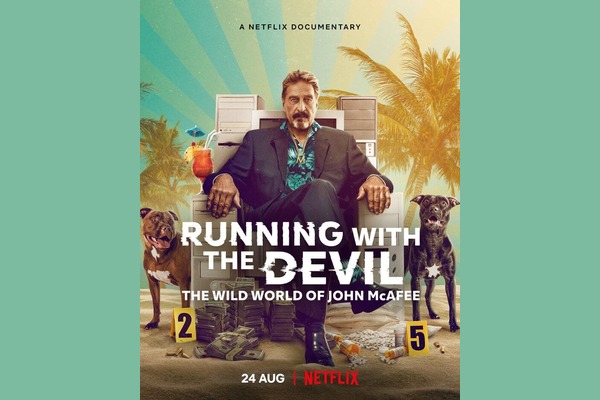 A NETFLIX DOCUMENTARY
RUNNING WITH
THE DEVIL
THE WILD WORLD OF JOHN McAFEE
2
5
24 AUG | NETFLIX